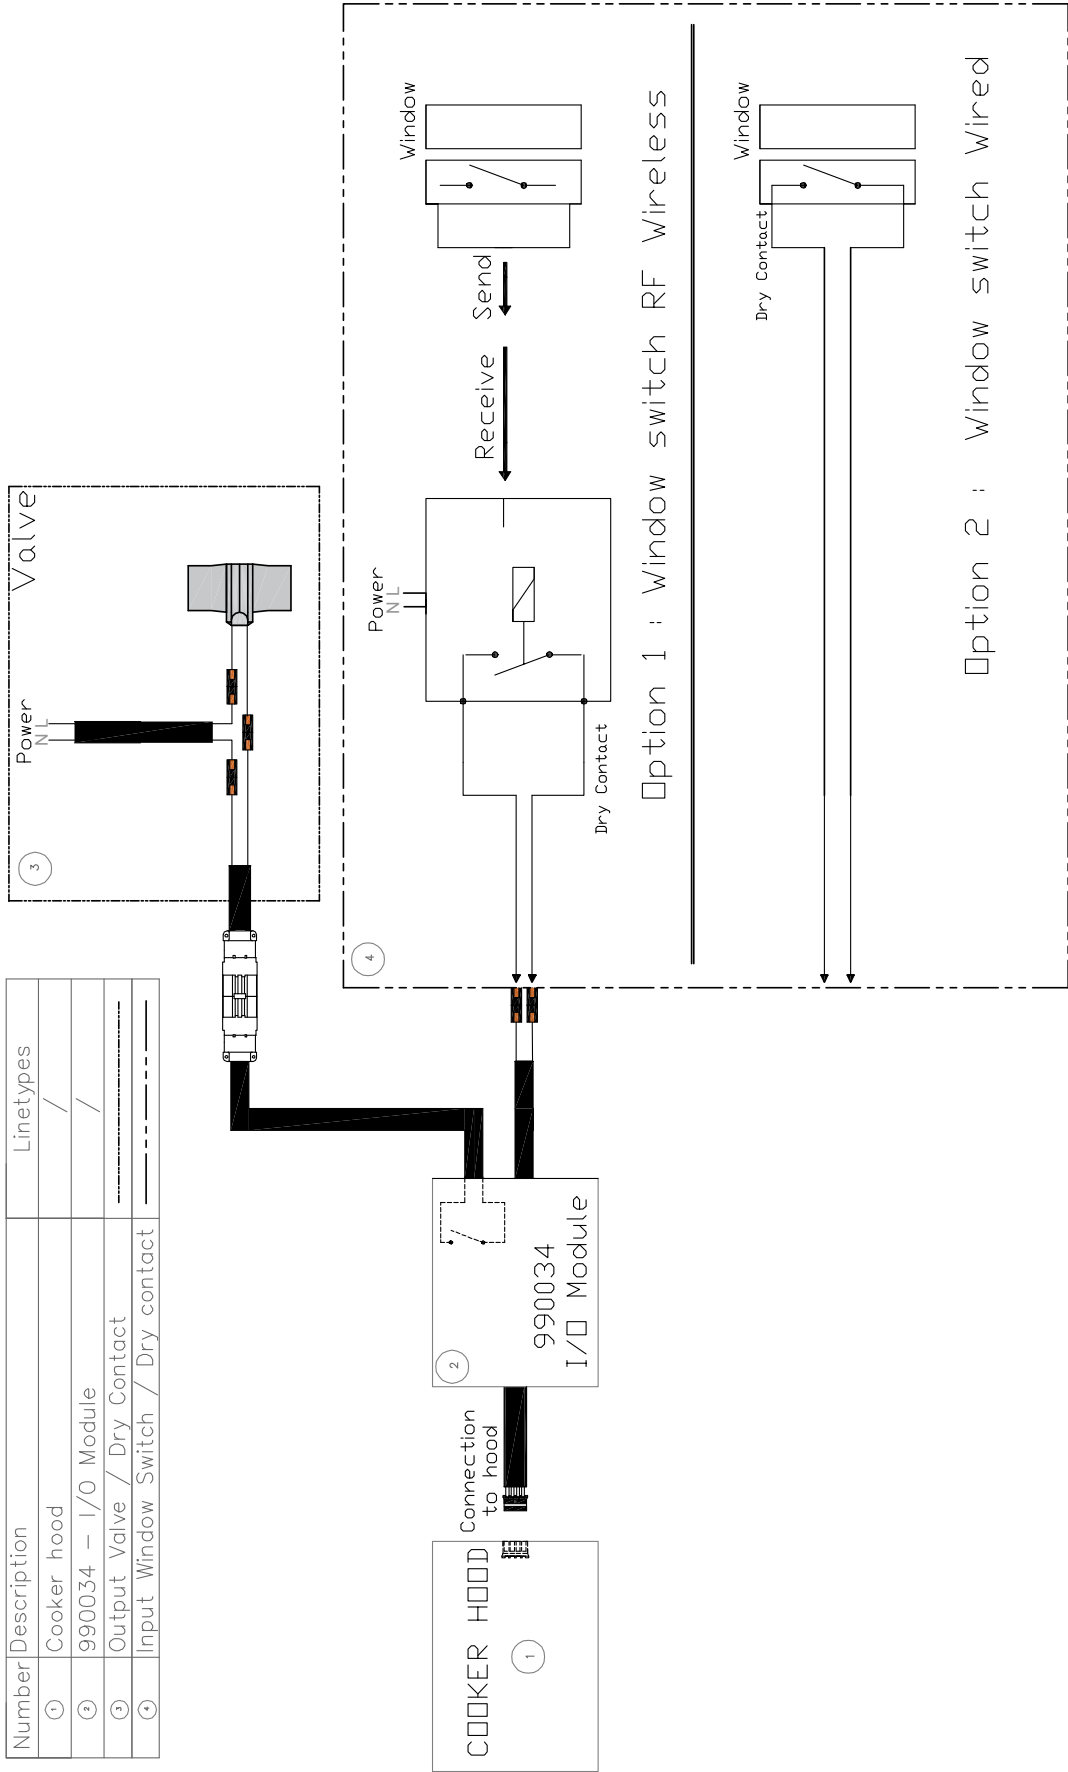 Number Description Linetypes
1 Cooker hood /
2 990034 - I/O Module /
3 Output Valve / Dry Contact
4 Input Window Switch / Dry contact
3
Valve
Power
N L
4
Power
N L
Dry Contact
Receive
Send
Window
Option 1 : Window switch RF Wireless
Window
Dry Contact
Option 2 : Window switch Wired
COOKER HOOD
1
Connection
to hood
2
990034
I/O Module